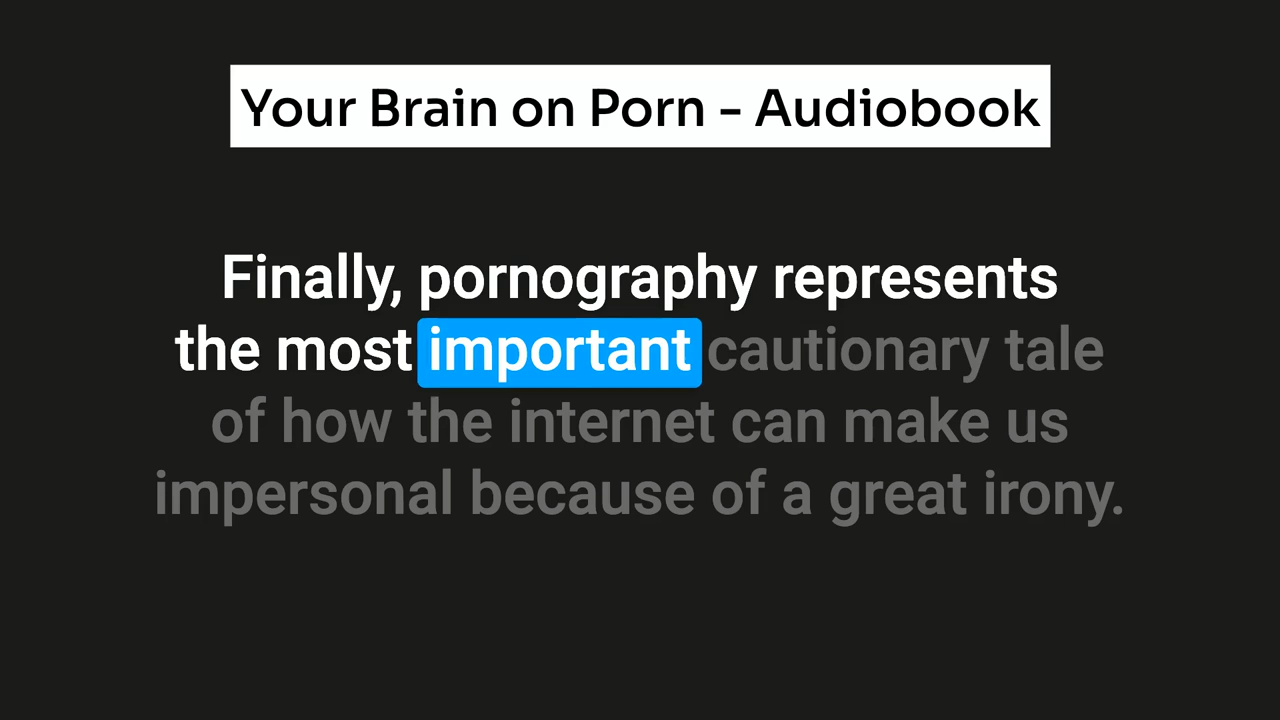 Your Brain on Porn - Audiobook
Finally, pornography represents
the most important cautionary tale
of how the internet can make us
impersonal because of a great irony.